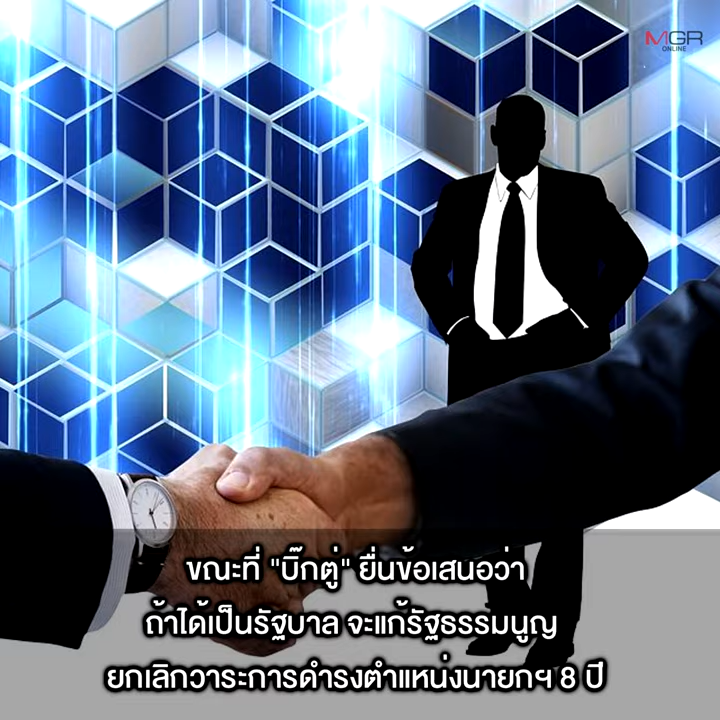 MGR
ONLINE
ขณะที่ "บิ๊กตู่" ยื่นข้อเสนอว่า
ถ้าได้เป็นรัฐบาล จะแก้รัฐธรรมนูญ
ยกเลิกวาระการดำรงตำแหน่งนายกฯ 8 ปี